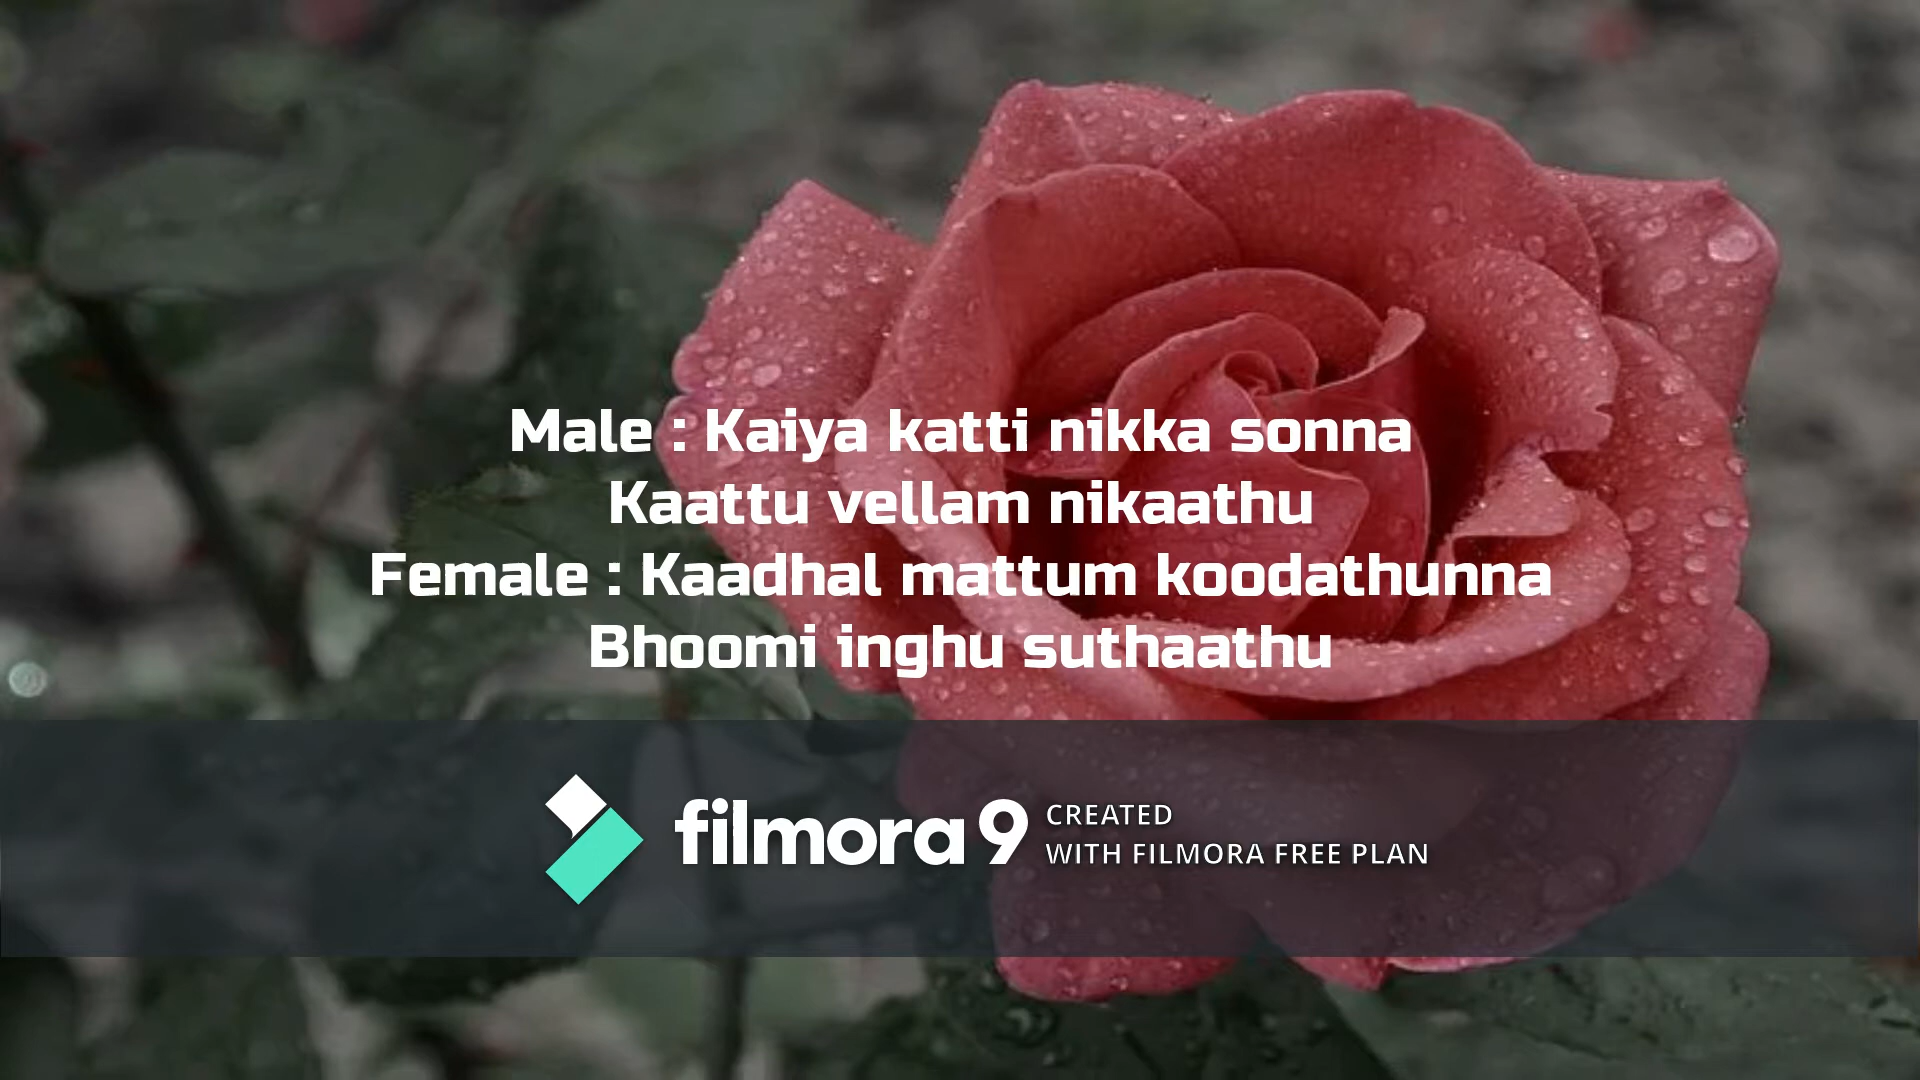 Male : Kaiya katti nikka sonna
Kaattu vellam nikaathu
Female : Kaadhal mattum koodathunna
Bhoomi inghu suthaathu
filmora 9 CREATED
WITH FILMORA FREE PLAN